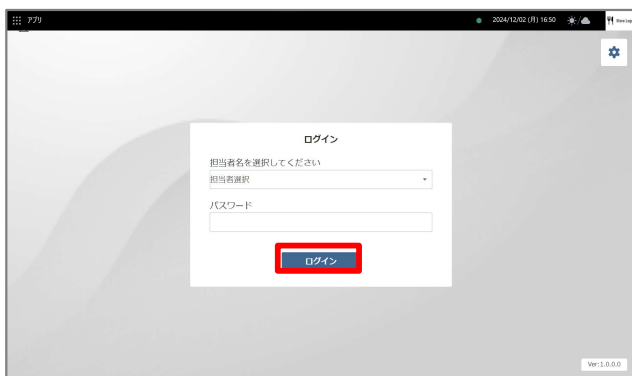 アプリ
2024/12/02 (月) 16:50
ログイン
担当者名を選択してください
担当者選択
パスワード
ログイン
Ver:1.0.0.0